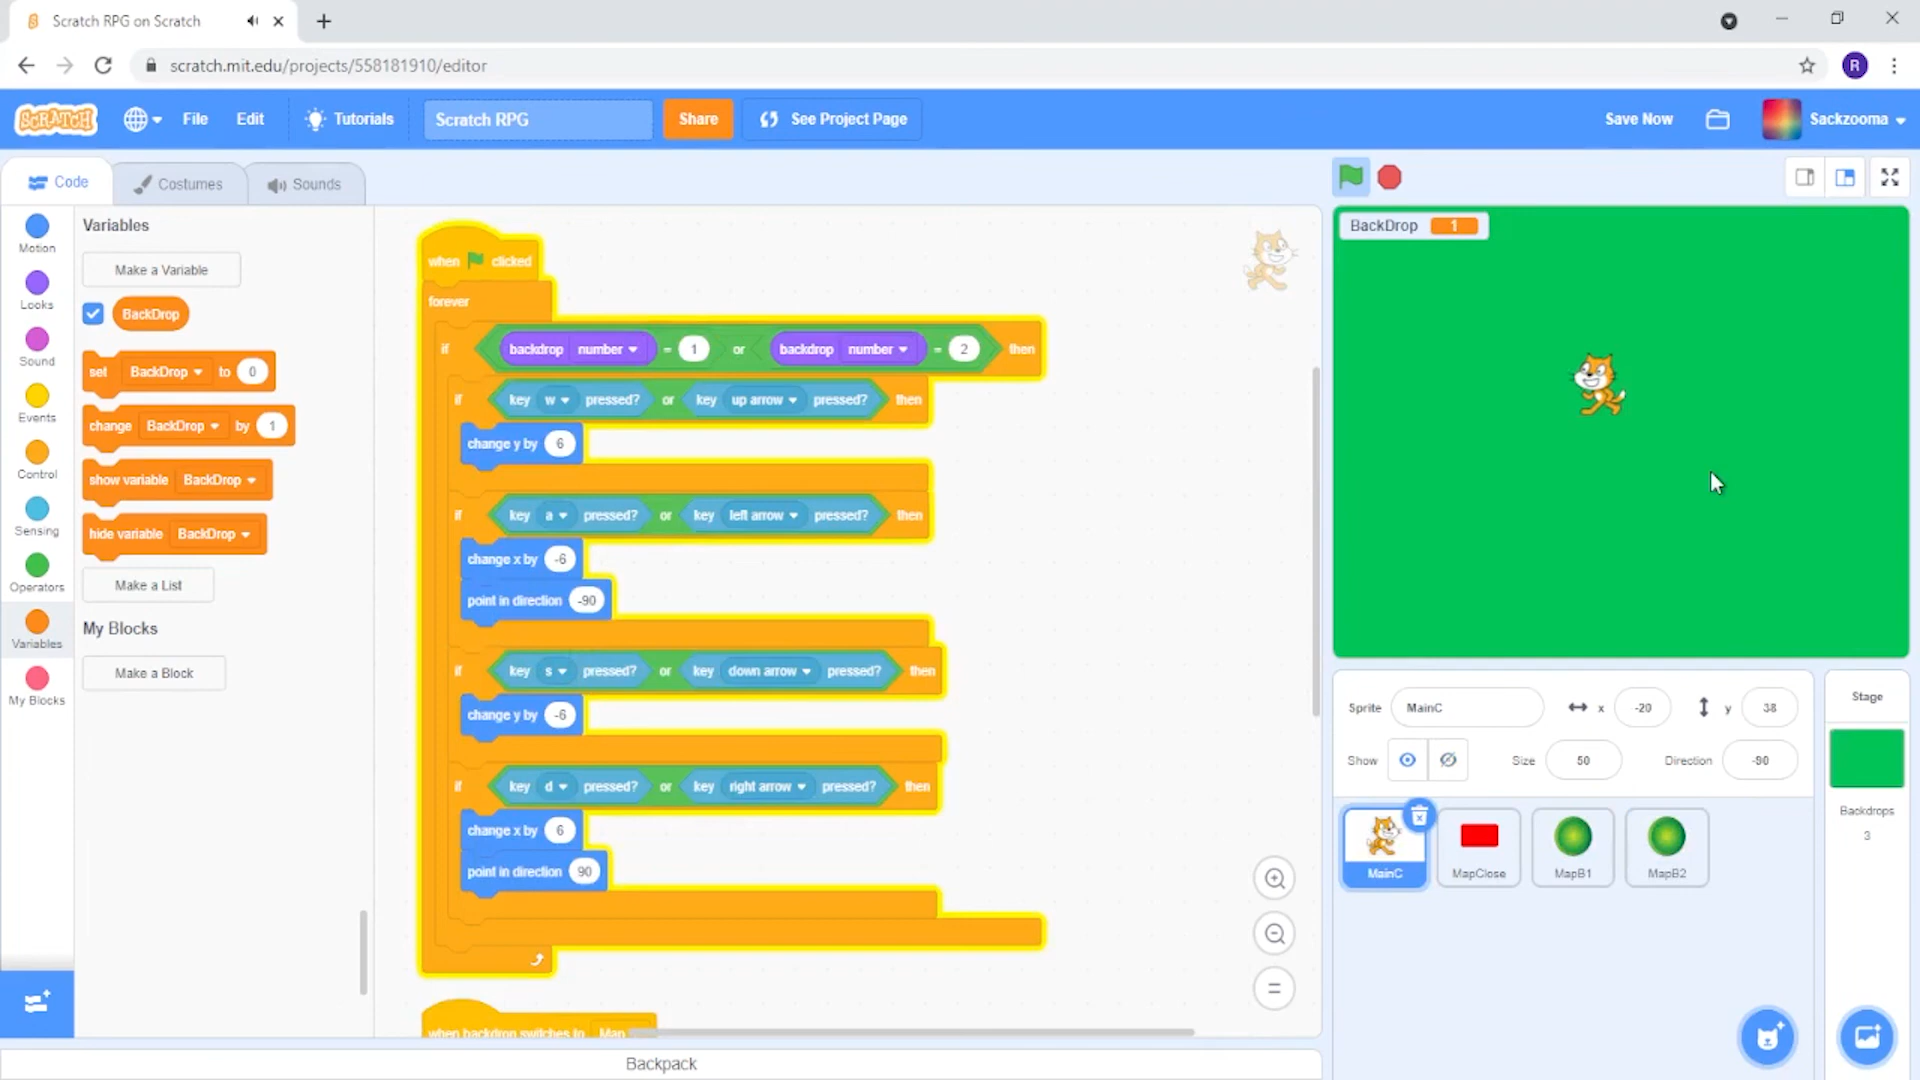 Scratch RPG on Scratch
scratch.mit.edu/projects/558181910/editor
R
SCRATCH
File
Edit
Tutorials
Scratch RPG
Share
See Project Page
Save Now
Sackzooma
Code
Costumes
Sounds
Motion
Looks
Sound
Events
Control
Sensing
Operators
Variables
My Blocks
Variables
Make a Variable
BackDrop
set BackDrop to 0
change BackDrop by 1
show variable BackDrop
hide variable BackDrop
Make a List
My Blocks
Make a Block
when clicked
forever
if backdrop number = 1 or backdrop number = 2 then
if key w pressed? or key up arrow pressed? then
change y by 6
if key a pressed? or key left arrow pressed? then
change x by -6
point in direction -90
if key s pressed? or key down arrow pressed? then
change y by -6
if key d pressed? or key right arrow pressed? then
change x by 6
point in direction 90
when backdrop switches to Map
Backpack
BackDrop 1
Sprite MainC x -20 y 38
Show Size 50 Direction -90
MainC
MapClose
MapB1
MapB2
Stage
Backdrops
3